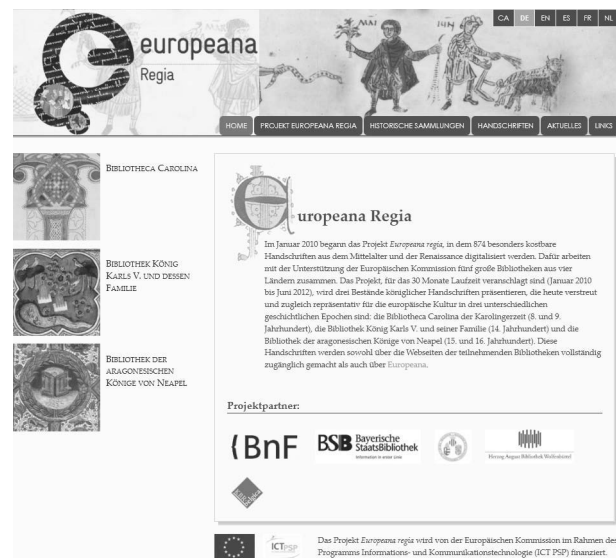 europeana
Regia
CA DE EN ES FR NL
HOME PROJEKT EUROPEANA REGIA HISTORISCHE SAMMLUNGEN HANDSCHRIFTEN AKTUELLES LINKS
BIBLIOTHECA CAROLINA
BIBLIOTHEK KÖNIG
KARLS V. UND DESSEN
FAMILIE
BIBLIOTHEK DER
ARAGONESISCHEN
KÖNIGE VON NEAPEL
Europeana Regia
Im Januar 2010 begann das Projekt Europeana regia, in dem 874 besonders kostbare
Handschriften aus dem Mittelalter und der Renaissance digitalisiert werden. Dafür arbeiten
mit der Unterstützung der Europäischen Kommission fünf große Bibliotheken aus vier
Ländern zusammen. Das Projekt, für das 30 Monate Laufzeit veranschlagt sind (Januar 2010
bis Juni 2012), wird drei Bestände königlicher Handschriften präsentieren, die heute verstreut
und zugleich repräsentativ für die europäische Kultur in drei unterschiedlichen
geschichtlichen Epochen sind: die Bibliotheca Carolina der Karolingerzeit (8. und 9.
Jahrhundert), die Bibliothek König Karls V. und seiner Familie (14. Jahrhundert) und die
Bibliothek der aragonesischen Könige von Neapel (15. und 16. Jahrhundert). Diese
Handschriften werden sowohl über die Webseiten der teilnehmenden Bibliotheken vollständig
zugänglich gemacht als auch über Europeana.
Projektpartner:
BnF
BSB Bayerische
StaatsBibliothek
Information in erster Linie
Herzog August Bibliothek Wolfenbüttel
ICT PSP
Das Projekt Europeana regia wird von der Europäischen Kommission im Rahmen des
Programms Informations- und Kommunikationstechnologie (ICT PSP) finanziert.